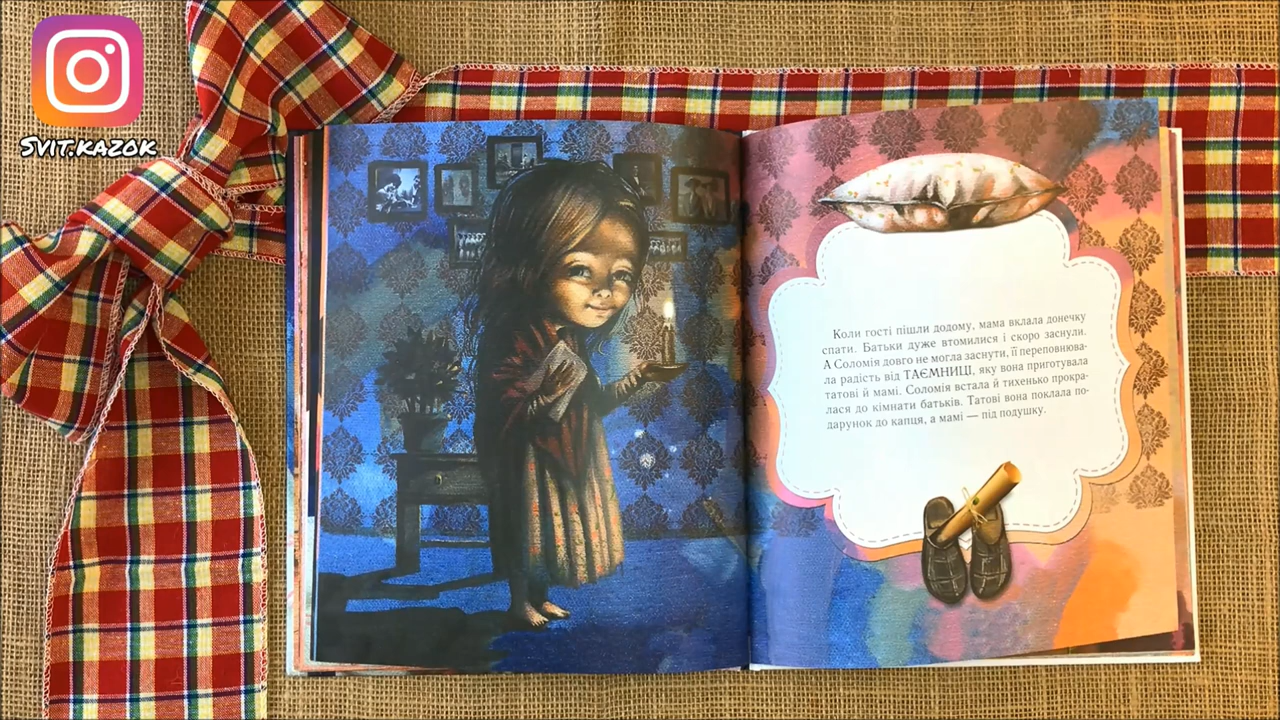 Svit.kazok
Коли гості пішли додому, мама вклала донечку
спати. Батьки дуже втомилися і скоро заснули.
А Соломія довго не могла заснути, її переповнюва-
ла радість від ТАЄМНИЦІ, яку вона приготувала
татові й мамі. Соломія встала й тихенько прокра-
лася до кімнати батьків. Татові вона поклала по-
дарунок до капця, а мамі — під подушку.